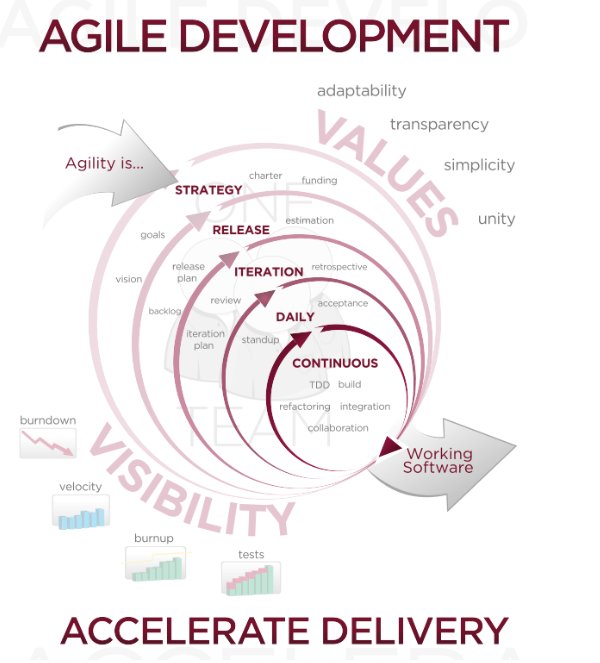 AGILE DEVELOPMENT
adaptability
VALUES
transparency
simplicity
unity
Agility is...
STRATEGY
charter
funding
ONE
goals
RELEASE
estimation
vision
release
plan
ITERATION
retrospective
backlog
review
DAILY
acceptance
iteration
plan
standup
CONTINUOUS
TDD build
refactoring integration
collaboration
TEAM
burndown
VISIBILITY
Working
Software
velocity
burnup
tests
ACCELERATE DELIVERY